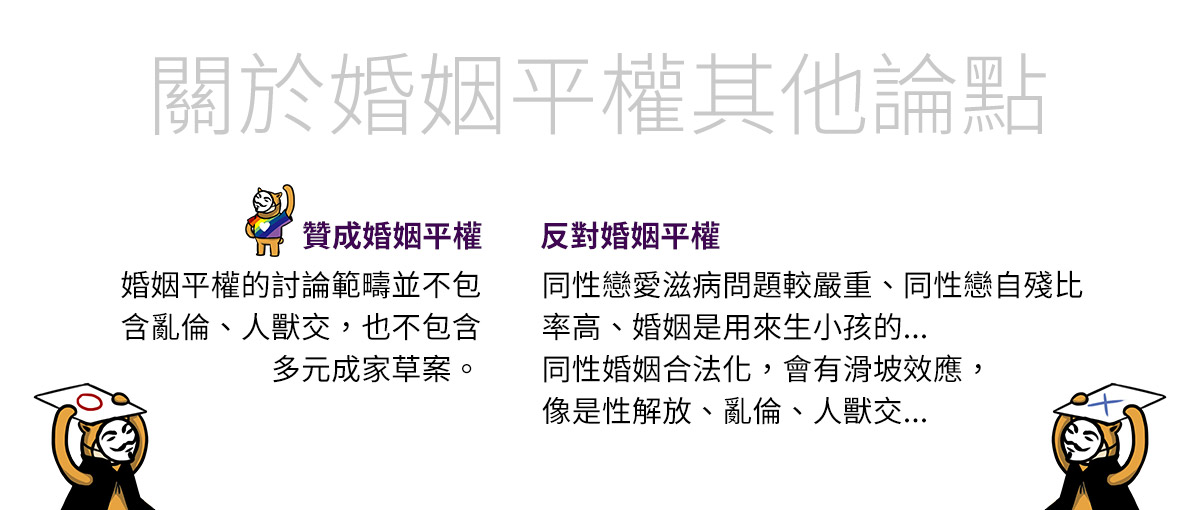 關於婚姻平權其他論點
贊成婚姻平權
婚姻平權的討論範疇並不包
含亂倫、人獸交，也不包含
多元成家草案。
反對婚姻平權
同性戀愛滋病問題較嚴重、同性戀自殘比
率高、婚姻是用來生小孩的...
同性婚姻合法化，會有滑坡效應，
像是性解放、亂倫、人獸交...